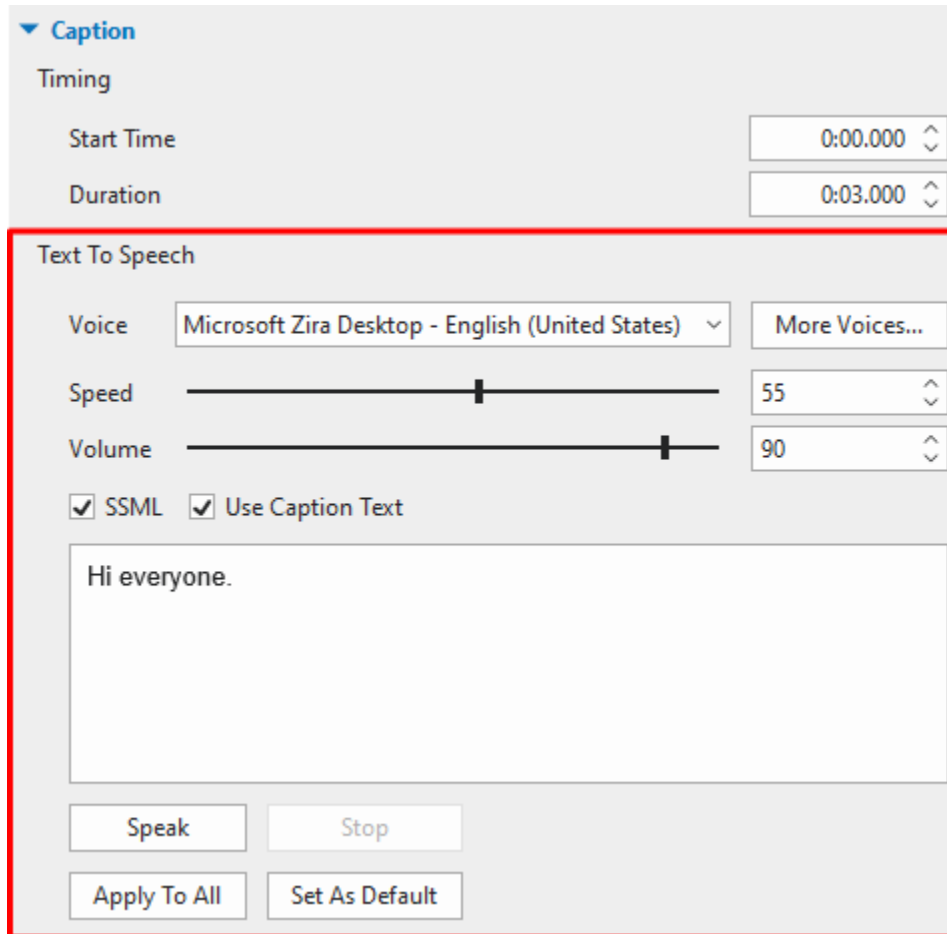 Caption
Timing
Start Time 0:00.000
Duration 0:03.000
Text To Speech
Voice Microsoft Zira Desktop - English (United States) More Voices...
Speed 55
Volume 90
SSML Use Caption Text
Hi everyone.
Speak Stop
Apply To All Set As Default